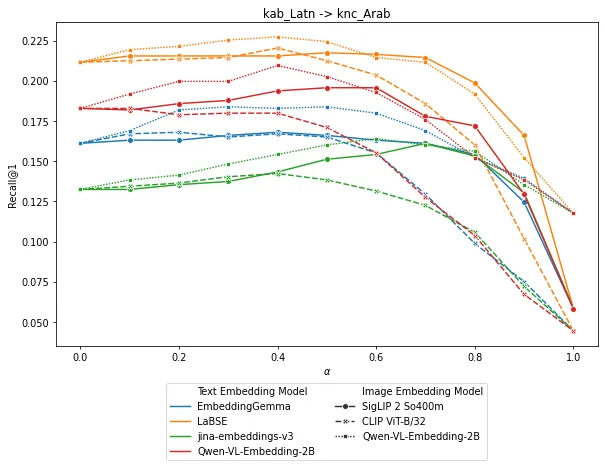 kab_Latn -> knc_Arab
Recall@1
0.225
0.200
0.175
0.150
0.125
0.100
0.075
0.050
0.0
0.2
0.4
0.6
0.8
1.0
α
Text Embedding Model
EmbeddingGemma
LaBSE
jina-embeddings-v3
Qwen-VL-Embedding-2B
Image Embedding Model
SigLIP 2 So400m
CLIP ViT-B/32
Qwen-VL-Embedding-2B